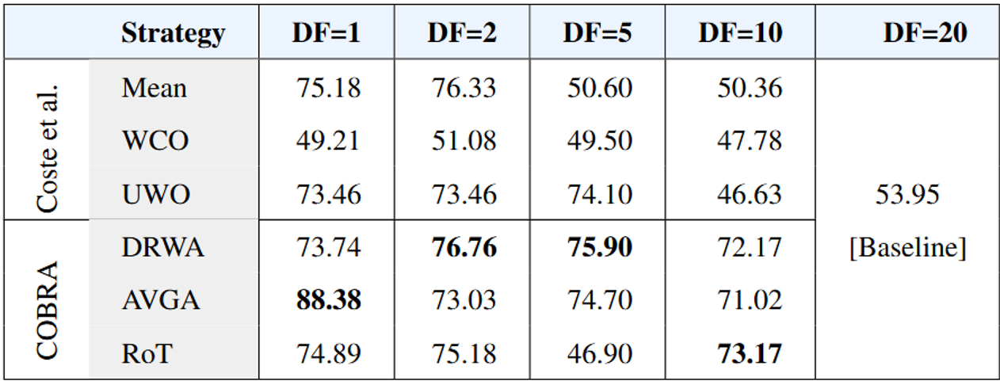 Strategy DF=1 DF=2 DF=5 DF=10 DF=20
Coste et al.
Mean 75.18 76.33 50.60 50.36
WCO 49.21 51.08 49.50 47.78
UWO 73.46 73.46 74.10 46.63 53.95
COBRA
DRWA 73.74 76.76 75.90 72.17 [Baseline]
AVGA 88.38 73.03 74.70 71.02
RoT 74.89 75.18 46.90 73.17